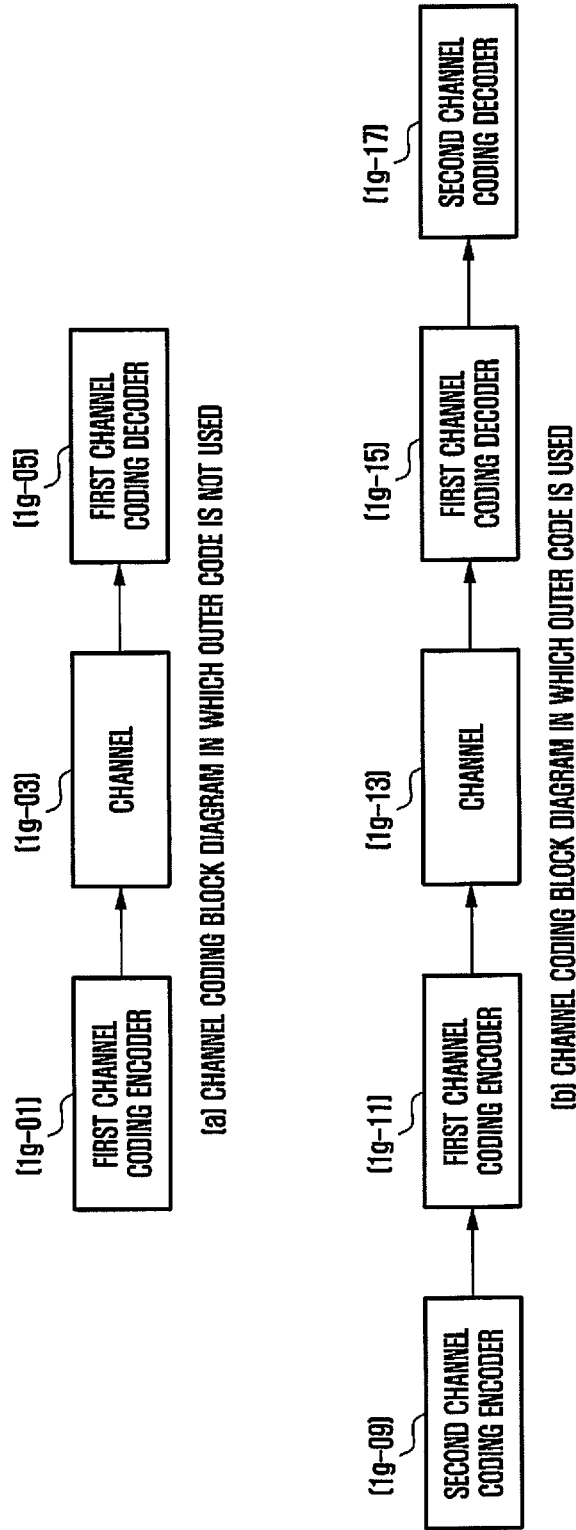 (1g-01)
FIRST CHANNEL
CODING ENCODER
(1g-03)
CHANNEL
(1g-05)
FIRST CHANNEL
CODING DECODER
(a) CHANNEL CODING BLOCK DIAGRAM IN WHICH OUTER CODE IS NOT USED
(1g-09)
SECOND CHANNEL
CODING ENCODER
(1g-11)
FIRST CHANNEL
CODING ENCODER
(1g-13)
CHANNEL
(1g-15)
FIRST CHANNEL
CODING DECODER
(1g-17)
SECOND CHANNEL
CODING DECODER
(b) CHANNEL CODING BLOCK DIAGRAM IN WHICH OUTER CODE IS USED